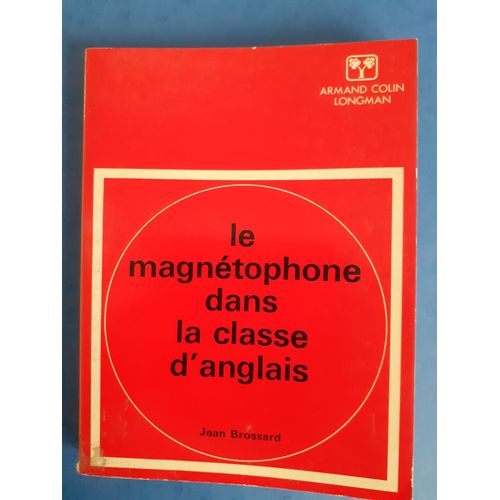 ARMAND COLIN
LONGMAN
le
magnétophone
dans
la classe
d'anglais
Jean Brossard